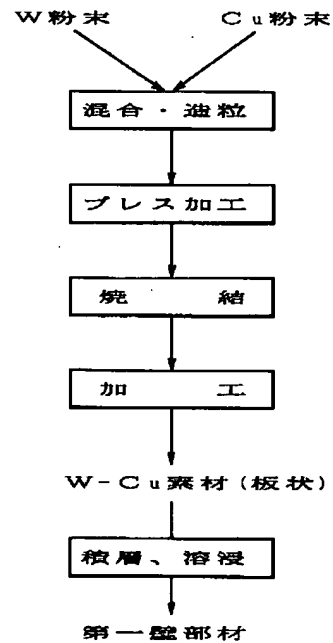 W粉末 Cu粉末
混合・造粒
プレス加工
焼結
加工
W-Cu素材(板状)
積層、溶浸
第一壁部材